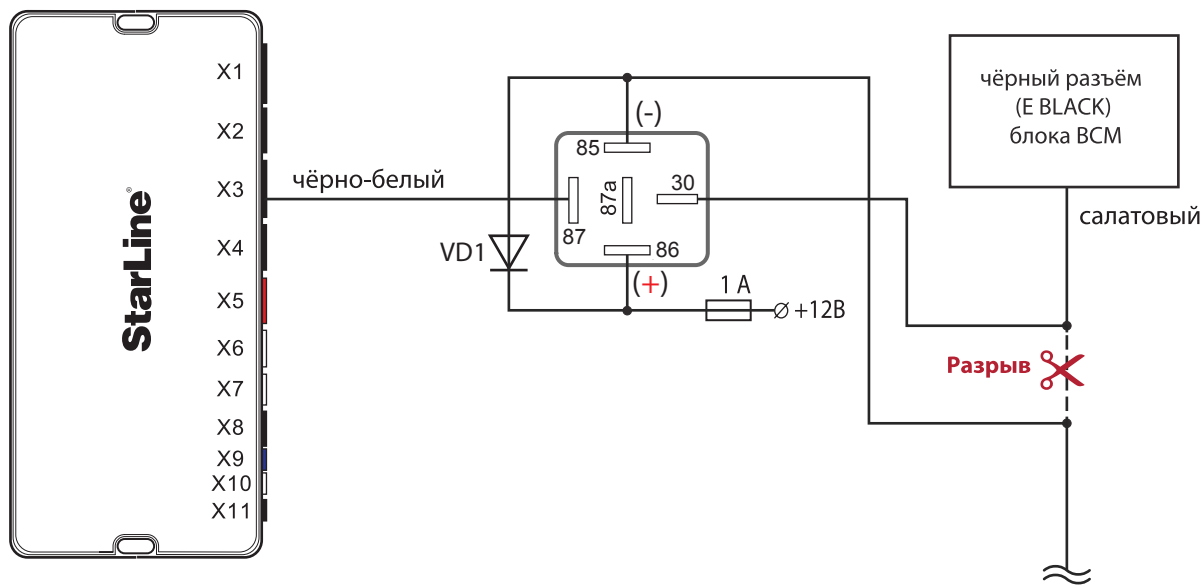 StarLine®
X1
X2
X3
X4
X5
X6
X7
X8
X9
X10
X11
чёрно-белый
VD1
(-)
85
87a
30
87
86
(+)
1 А
+12В
чёрный разъём
(E BLACK)
блока BCM
салатовый
Разрыв